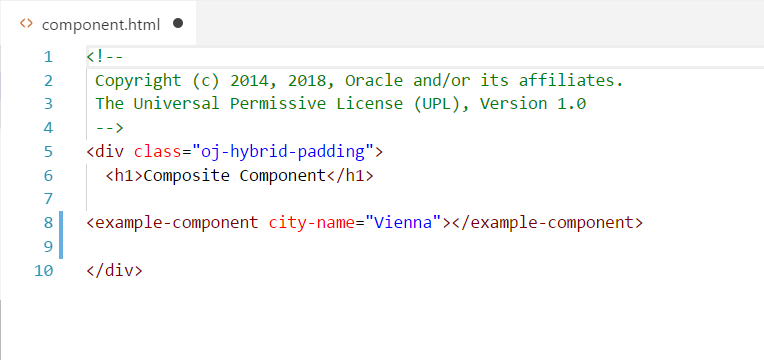 <> component.html ●
1 <!--
2 Copyright (c) 2014, 2018, Oracle and/or its affiliates.
3 The Universal Permissive License (UPL), Version 1.0
4 -->
5 <div class="oj-hybrid-padding">
6 <h1>Composite Component</h1>
7
8 <example-component city-name="Vienna"></example-component>
9
10 </div>